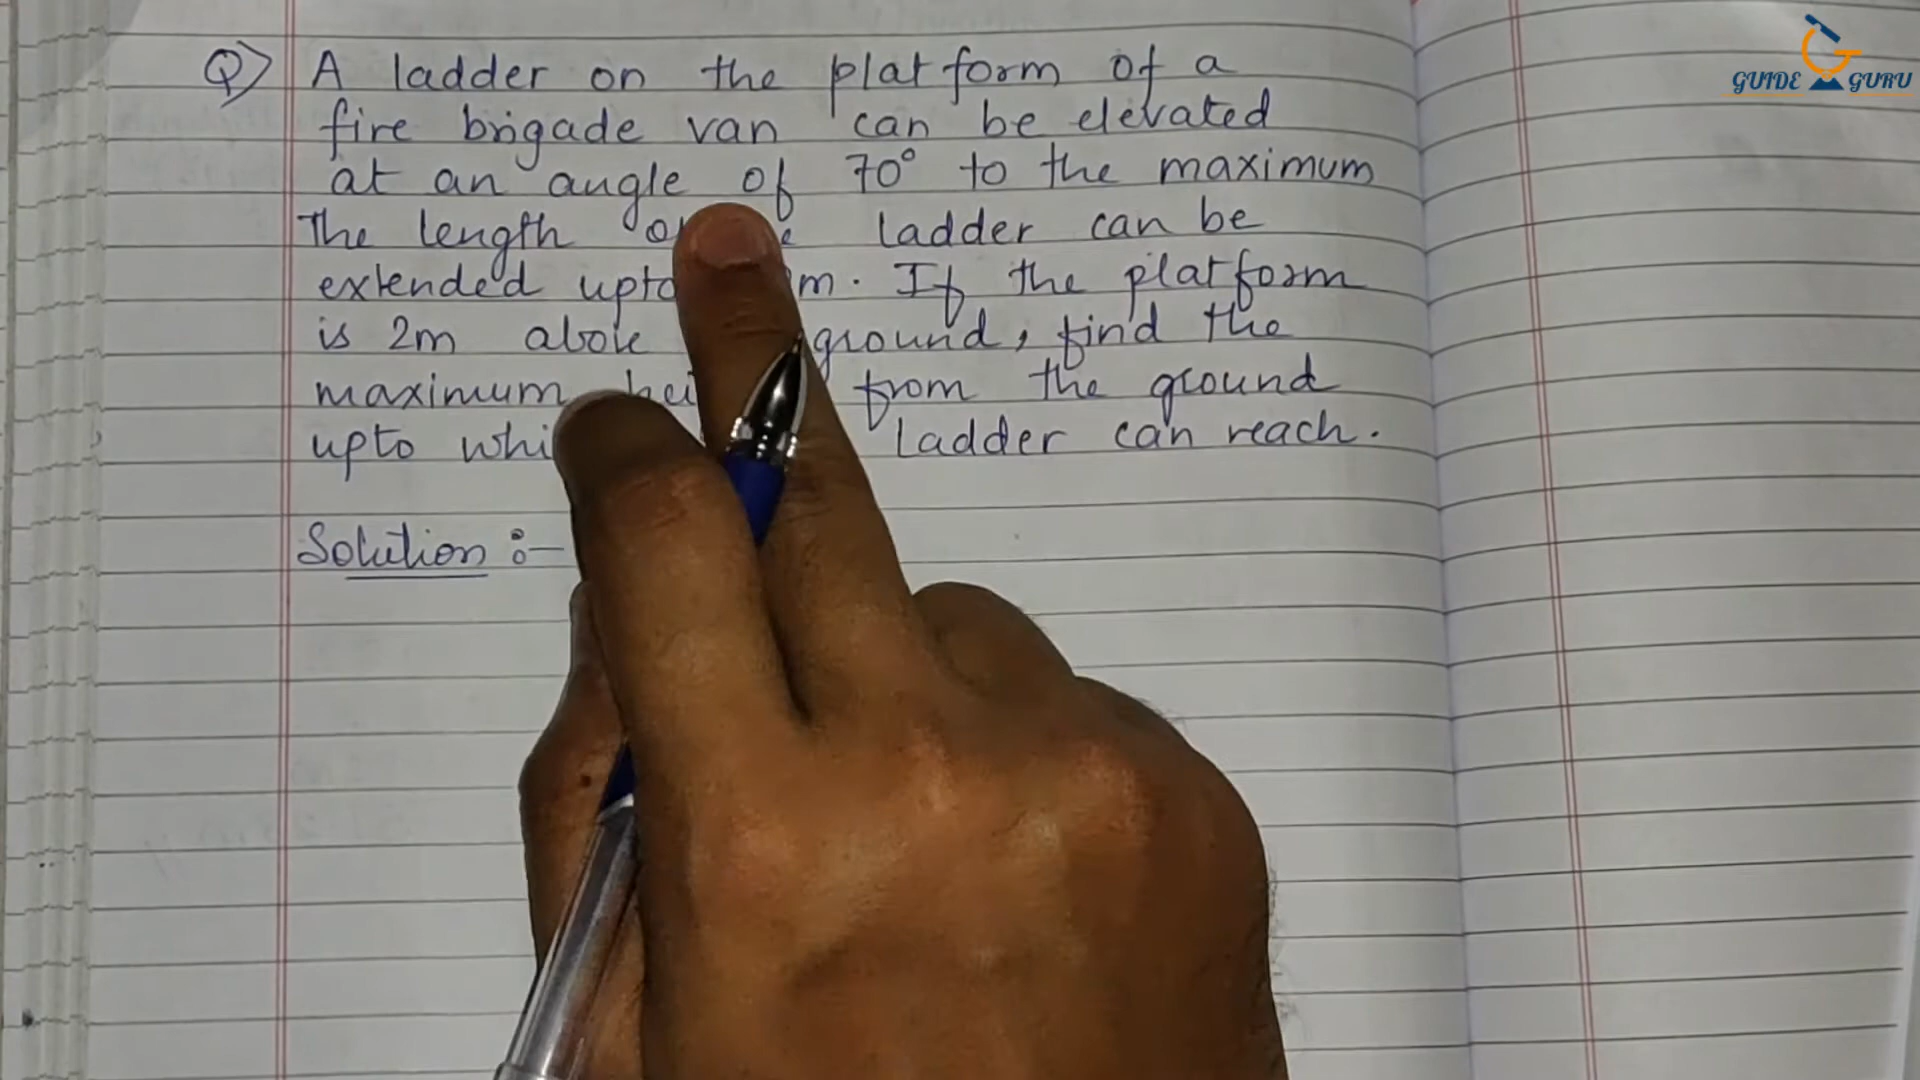 Q) A ladder on the platform of a
fire brigade van can be elevated
at an angle of 70° to the maximum
The length ladder can be
extended upto m. If the platform
is 2m above ground, find the
maximum from the ground
upto ladder can reach.
Solution :-
GUIDE GURU